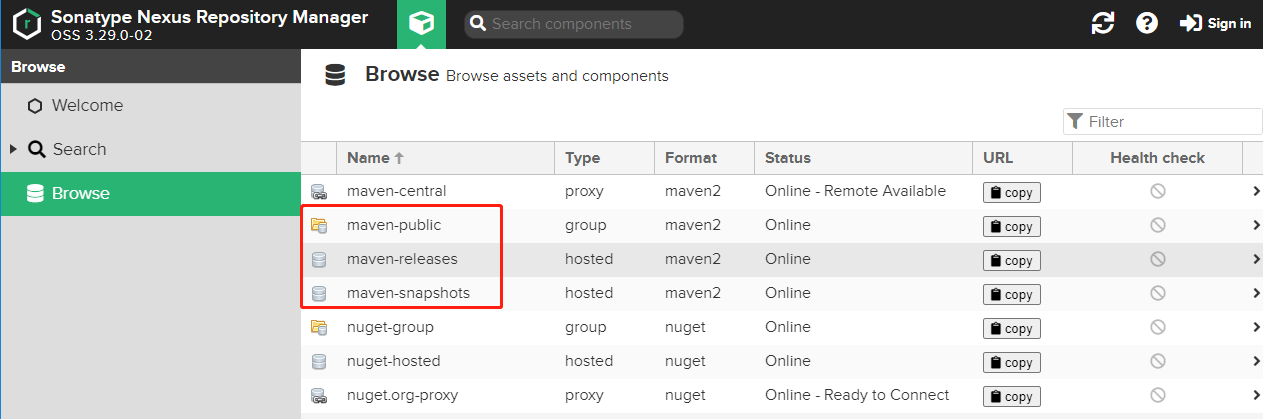 Sonatype Nexus Repository Manager
OSS 3.29.0-02
Search components
Sign in
Browse
Welcome
Search
Browse
Browse Browse assets and components
Filter
Name Type Format Status URL Health check
maven-central proxy maven2 Online - Remote Available copy
maven-public group maven2 Online copy
maven-releases hosted maven2 Online copy
maven-snapshots hosted maven2 Online copy
nuget-group group nuget Online copy
nuget-hosted hosted nuget Online copy
nuget.org-proxy proxy nuget Online - Ready to Connect copy